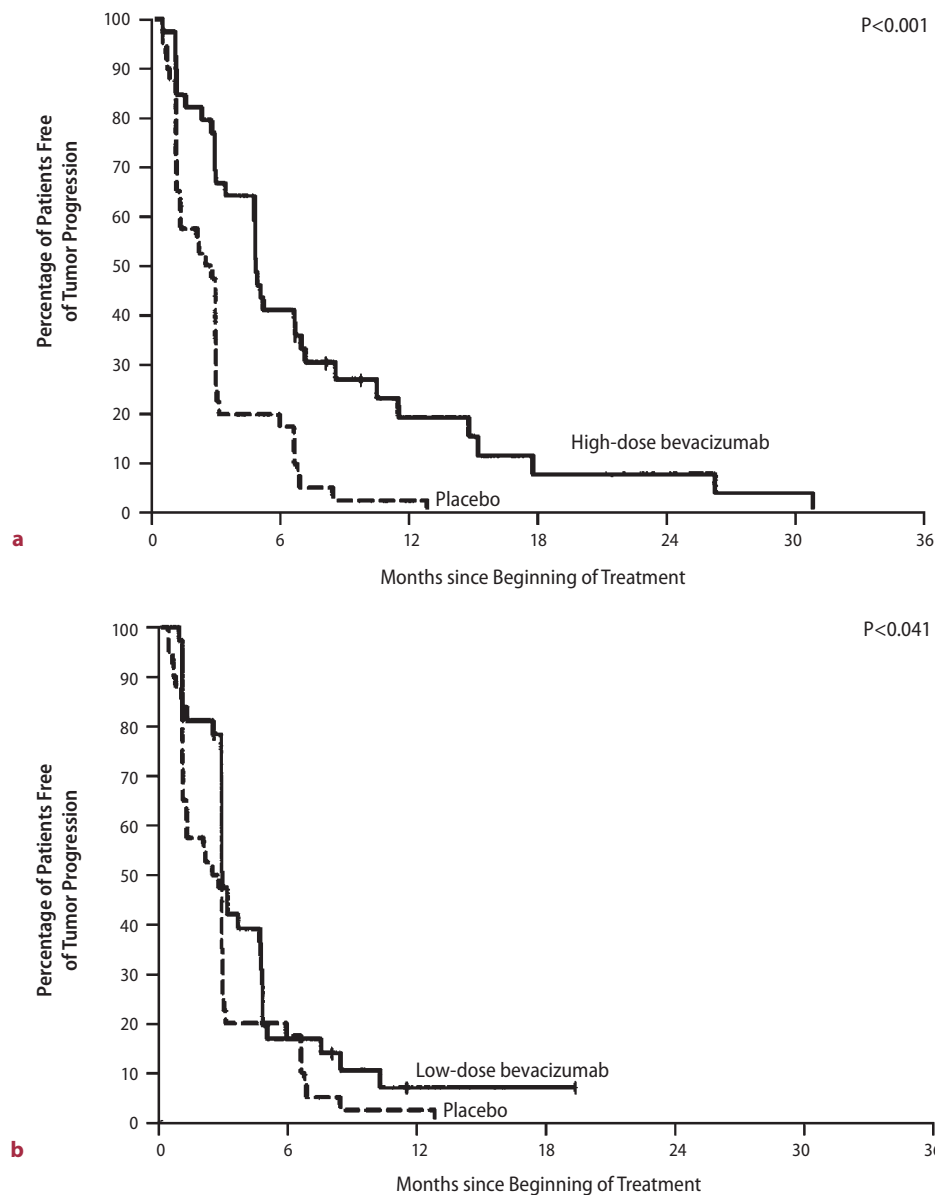 P<0.001
Percentage of Patients Free
of Tumor Progression
100
90
80
70
60
50
40
30
20
10
0
High-dose bevacizumab
Placebo
0 6 12 18 24 30 36
Months since Beginning of Treatment
a
P<0.041
Percentage of Patients Free
of Tumor Progression
100
90
80
70
60
50
40
30
20
10
0
Low-dose bevacizumab
Placebo
0 6 12 18 24 30 36
Months since Beginning of Treatment
b